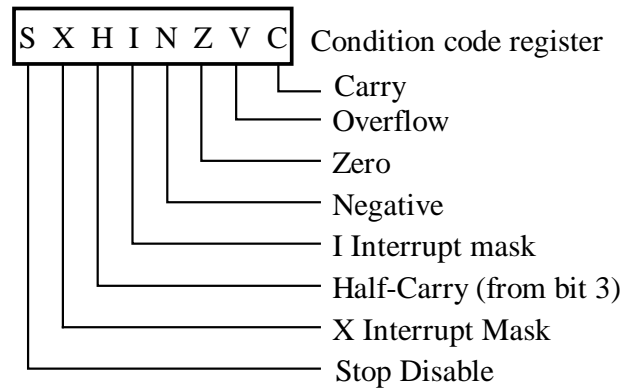 S X H I N Z V C Condition code register
Carry
Overflow
Zero
Negative
I Interrupt mask
Half-Carry (from bit 3)
X Interrupt Mask
Stop Disable